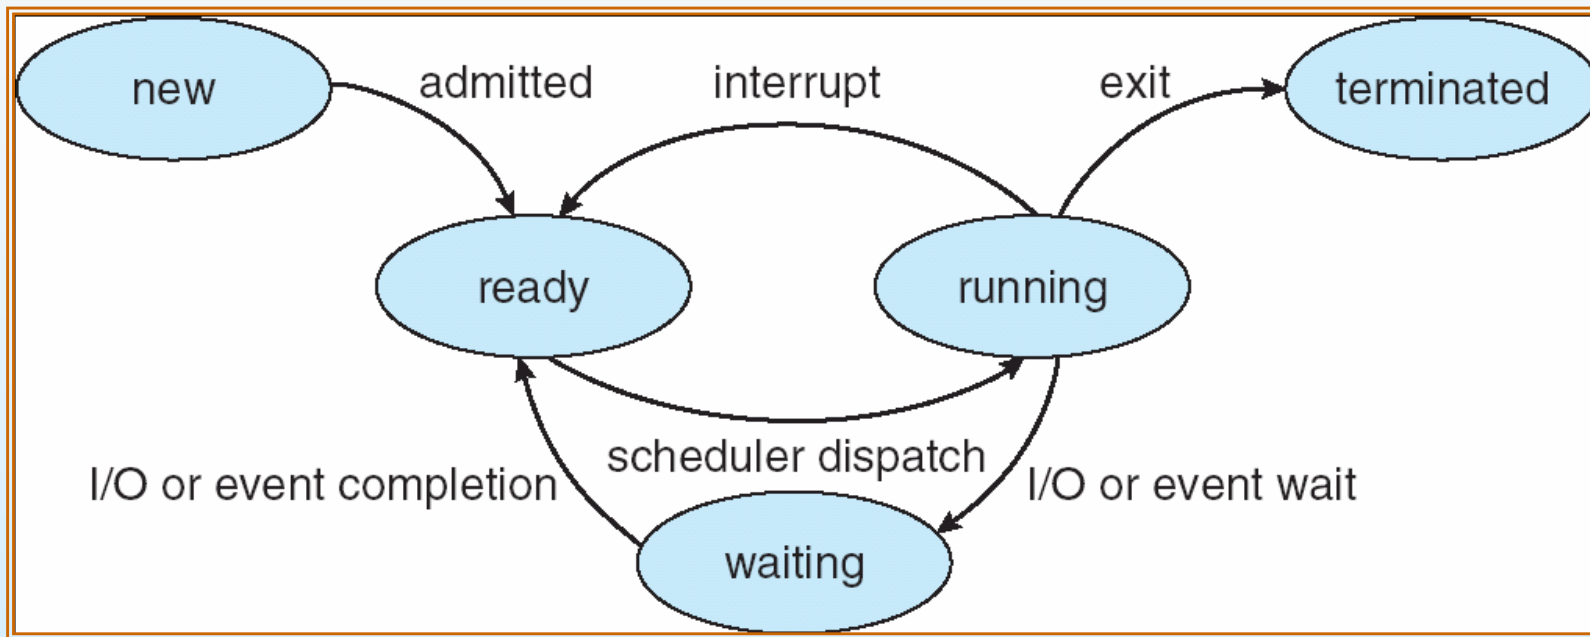 new
admitted
interrupt
exit
terminated
ready
running
scheduler dispatch
I/O or event completion
I/O or event wait
waiting